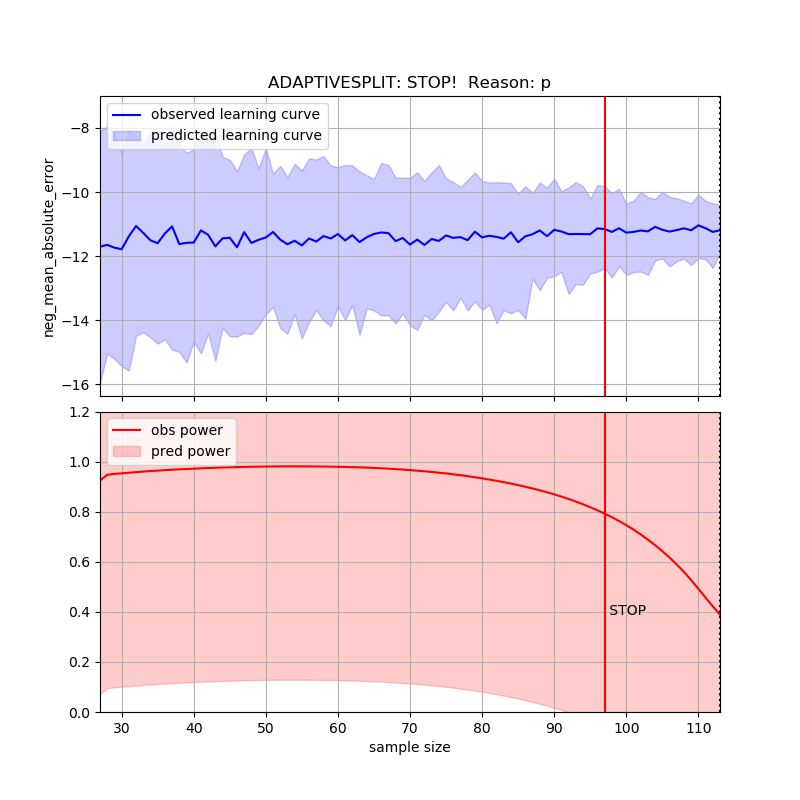 ADAPTIVESPLIT: STOP!  Reason: p
observed learning curve
predicted learning curve
neg_mean_absolute_error
−8
−10
−12
−14
−16
obs power
pred power
1.2
1.0
0.8
0.6
0.4
0.2
0.0
STOP
30 40 50 60 70 80 90 100 110
sample size